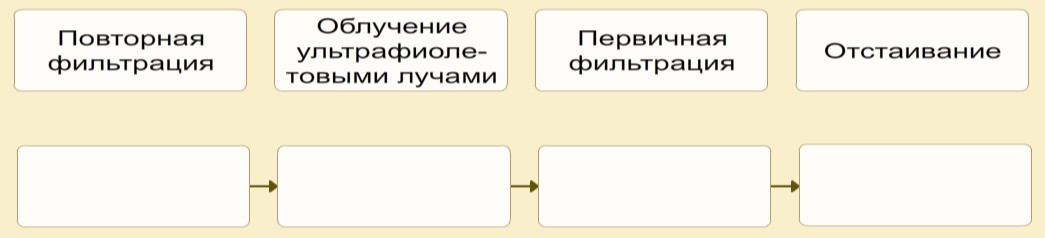 Повторная
фильтрация
Облучение
ультрафиоле-
товыми лучами
Первичная
фильтрация
Отстаивание